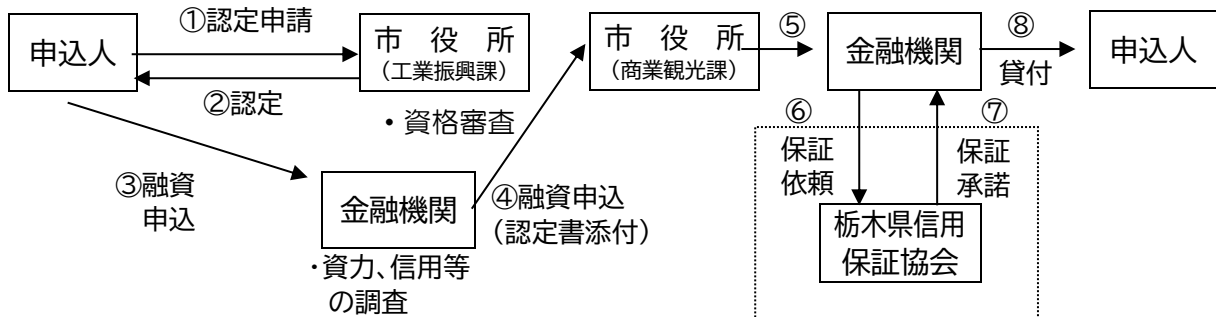 ①認定申請
申込人
市役所
（工業振興課）
②認定
・資格審査
③融資
申込
金融機関
・資力、信用等
の調査
④融資申込
（認定書添付）
市役所
（商業観光課）
⑤
金融機関
⑧
貸付
申込人
⑥
保証
依頼
⑦
保証
承諾
栃木県信用
保証協会